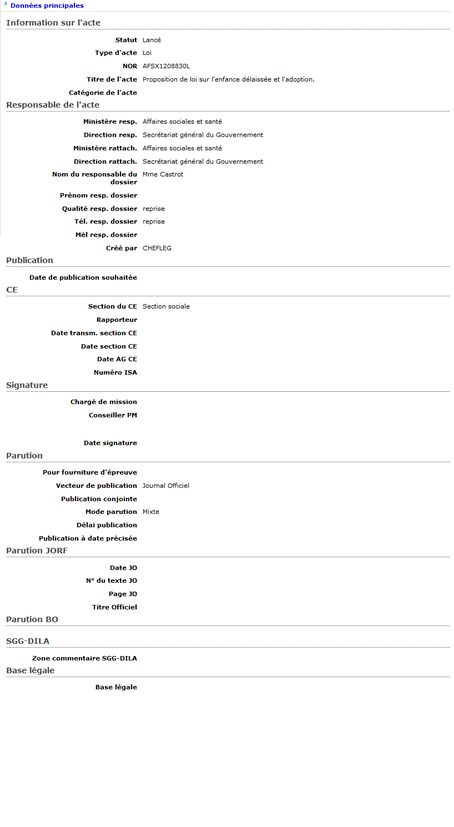 Données principales
Information sur l'acte
Statut Lancé
Type d'acte Loi
NOR AFSX1208830L
Titre de l'acte Proposition de loi sur l'enfance délaissée et l'adoption.
Catégorie de l'acte
Responsable de l'acte
Ministère resp. Affaires sociales et santé
Direction resp. Secrétariat général du Gouvernement
Ministère rattach. Affaires sociales et santé
Direction rattach. Secrétariat général du Gouvernement
Nom du responsable du Mme Castrot
dossier
Prénom resp. dossier
Qualité resp. dossier reprise
Tél. resp. dossier reprise
Mél resp. dossier
Créé par CHEFLEG
Publication
Date de publication souhaitée
CE
Section du CE Section sociale
Rapporteur
Date transm. section CE
Date section CE
Date AG CE
Numéro ISA
Signature
Chargé de mission
Conseiller PM
Date signature
Parution
Pour fourniture d'épreuve
Vecteur de publication Journal Officiel
Publication conjointe
Mode parution Mixte
Délai publication
Publication à date précisée
Parution JORF
Date JO
N° du texte JO
Page JO
Titre Officiel
Parution BO
SGG-DILA
Zone commentaire SGG-DILA
Base légale
Base légale